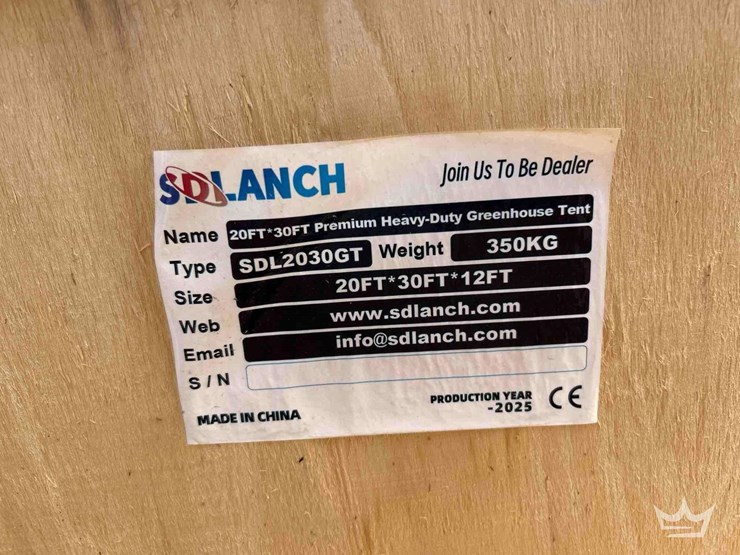 SDLANCH
Join Us To Be Dealer
Name 20FT*30FT Premium Heavy-Duty Greenhouse Tent
Type SDL2030GT Weight 350KG
Size 20FT*30FT*12FT
Web www.sdlanch.com
Email info@sdlanch.com
S / N
MADE IN CHINA
PRODUCTION YEAR
-2025
CE